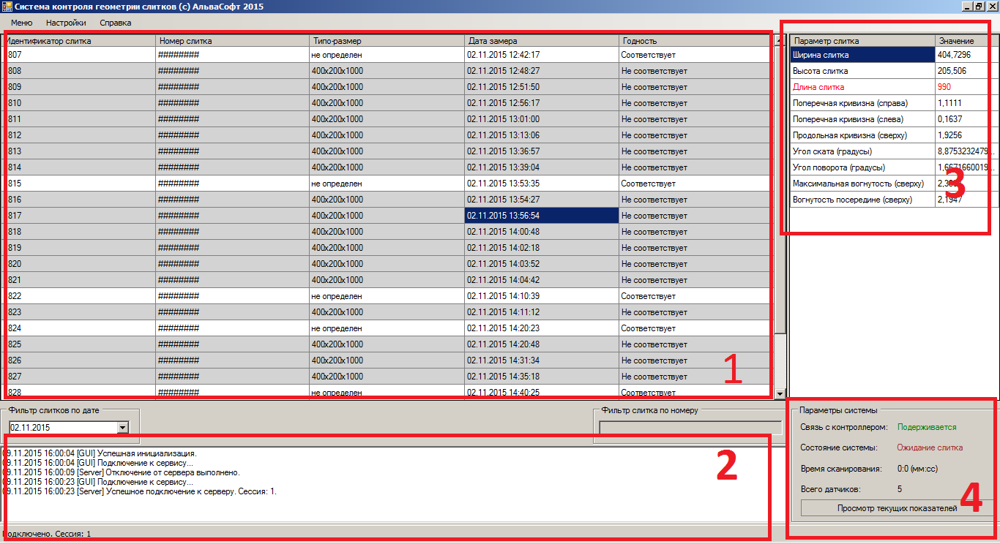 Система контроля геометрии слитков (c) АльваСофт 2015
Меню Настройки Справка
Идентификатор слитка Номер слитка Типо-размер Дата замера Годность
807 ######## не определен 02.11.2015 12:42:17 Соответствует
808 ######## 400x200x1000 02.11.2015 12:48:27 Не соответствует
809 ######## 400x200x1000 02.11.2015 12:51:50 Не соответствует
810 ######## 400x200x1000 02.11.2015 12:56:17 Не соответствует
811 ######## 400x200x1000 02.11.2015 13:01:00 Не соответствует
812 ######## 400x200x1000 02.11.2015 13:13:06 Не соответствует
813 ######## 400x200x1000 02.11.2015 13:36:57 Не соответствует
814 ######## 400x200x1000 02.11.2015 13:39:04 Не соответствует
815 ######## не определен 02.11.2015 13:53:35 Соответствует
816 ######## 400x200x1000 02.11.2015 13:54:27 Не соответствует
817 ######## 400x200x1000 02.11.2015 13:56:54 Не соответствует
818 ######## 400x200x1000 02.11.2015 14:00:48 Не соответствует
819 ######## 400x200x1000 02.11.2015 14:02:18 Не соответствует
820 ######## 400x200x1000 02.11.2015 14:03:52 Не соответствует
821 ######## 400x200x1000 02.11.2015 14:04:42 Не соответствует
822 ######## не определен 02.11.2015 14:10:39 Соответствует
823 ######## 400x200x1000 02.11.2015 14:11:12 Не соответствует
824 ######## не определен 02.11.2015 14:20:23 Соответствует
825 ######## 400x200x1000 02.11.2015 14:20:48 Не соответствует
826 ######## 400x200x1000 02.11.2015 14:31:34 Не соответствует
827 ######## 400x200x1000 02.11.2015 14:35:18 Не соответствует
828 ######## не определен 02.11.2015 14:40:25 Соответствует
1
Параметр слитка Значение
Ширина слитка 404,7296
Высота слитка 205,506
Длина слитка 990
Поперечная кривизна (справа) 1,1111
Поперечная кривизна (слева) 0,1637
Продольная кривизна (сверху) 1,9256
Угол ската (градусы) 8,8753232479...
Угол поворота (градусы) 1,6671660019...
Максимальная вогнутость (сверху)
Вогнутость посередине (сверху) 2,1947
3
Фильтр слитков по дате
02.11.2015
Фильтр слитка по номеру
09.11.2015 16:00:04 [GUI] Успешная инициализация.
09.11.2015 16:00:04 [GUI] Подключение к сервису...
09.11.2015 16:00:09 [Server] Отключение от сервера выполнено.
09.11.2015 16:00:23 [GUI] Подключение к сервису...
09.11.2015 16:00:23 [Server] Успешное подключение к серверу. Сессия: 1.
2
Параметры системы
Связь с контроллером: Подерживается
Состояние системы: Ожидание слитка
Время сканирования: 0:0 (мм:сс)
Всего датчиков: 5
Просмотр текущих показателей
4
Подключено. Сессия: 1